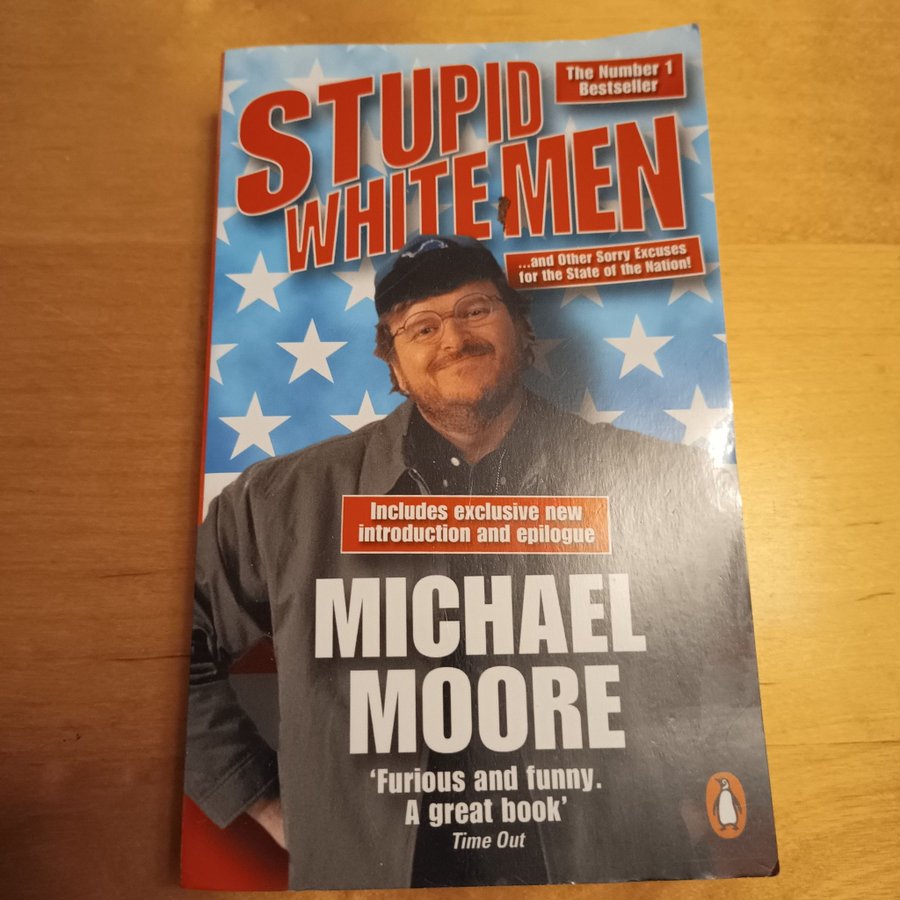 The Number 1
Bestseller
STUPID
WHITE MEN
...and Other Sorry Excuses
for the State of the Nation!
Includes exclusive new
introduction and epilogue
MICHAEL
MOORE
‘Furious and funny.
A great book’
Time Out